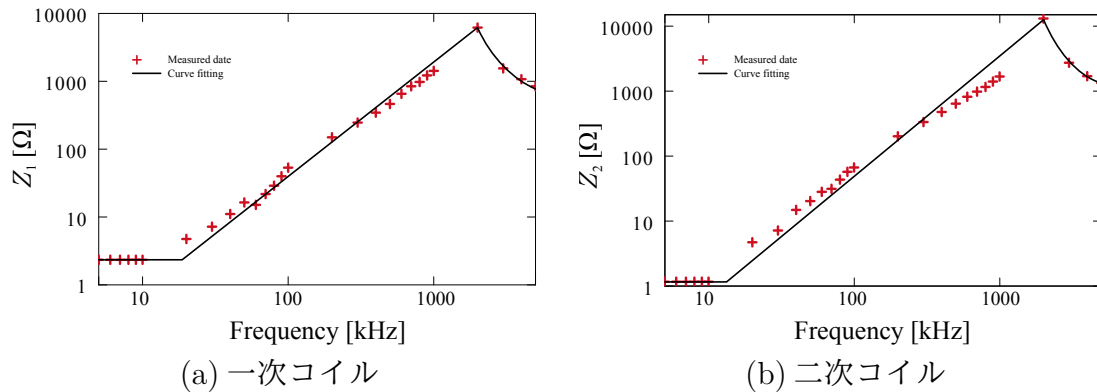 10000
1000
100
10
1
Z₁ [Ω]
Measured date
Curve fitting
10 100 1000
Frequency [kHz]
(a) 一次コイル
10000
1000
100
10
1
Z₂ [Ω]
Measured date
Curve fitting
10 100 1000
Frequency [kHz]
(b) 二次コイル